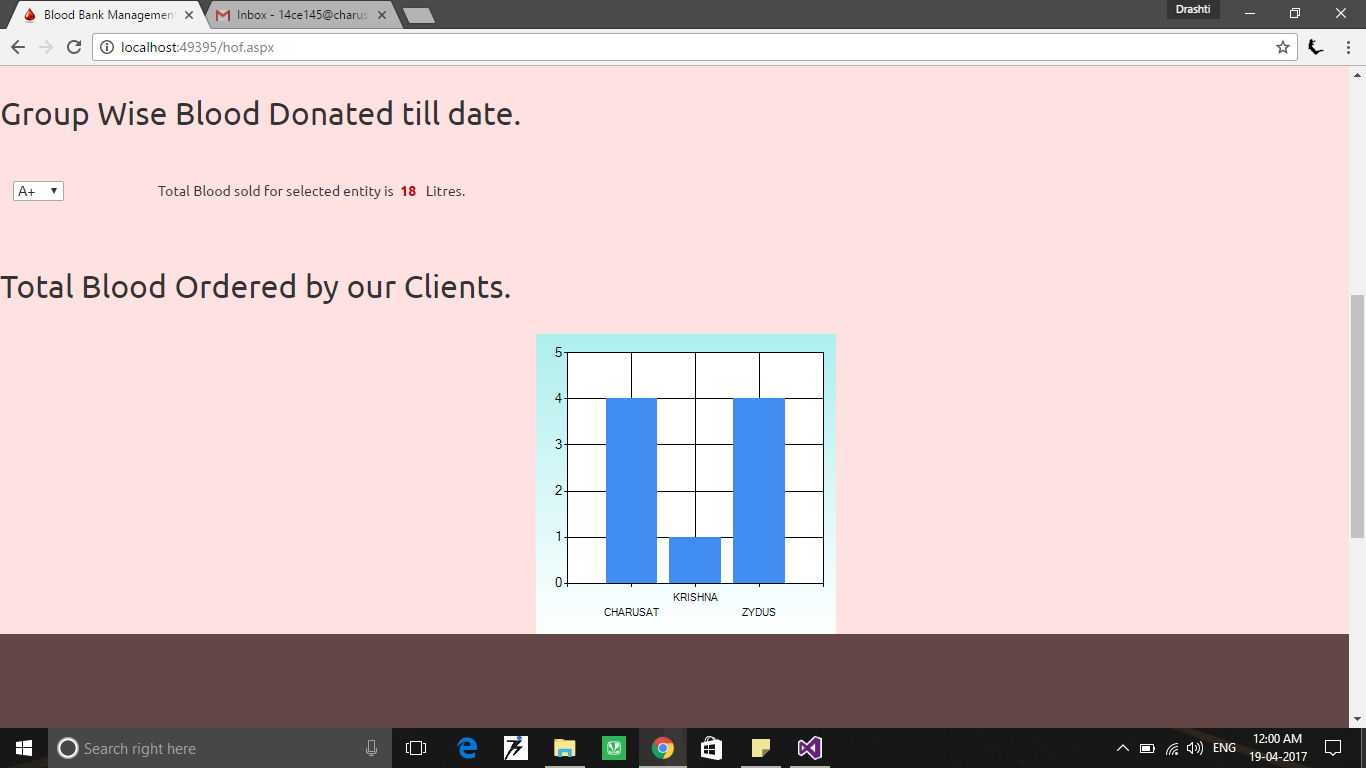 Drashti
Blood Bank Managemen
Inbox - 14ce145@charus
localhost:49395/hof.aspx
Group Wise Blood Donated till date.
A+ Total Blood sold for selected entity is 18 Litres.
Total Blood Ordered by our Clients.
5
4
3
2
1
0
KRISHNA
CHARUSAT ZYDUS
Search right here
ENG
12:00 AM
19-04-2017